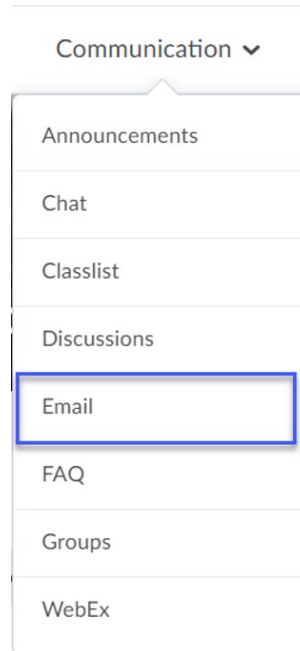 Communication
Announcements
Chat
Classlist
Discussions
Email
FAQ
Groups
WebEx